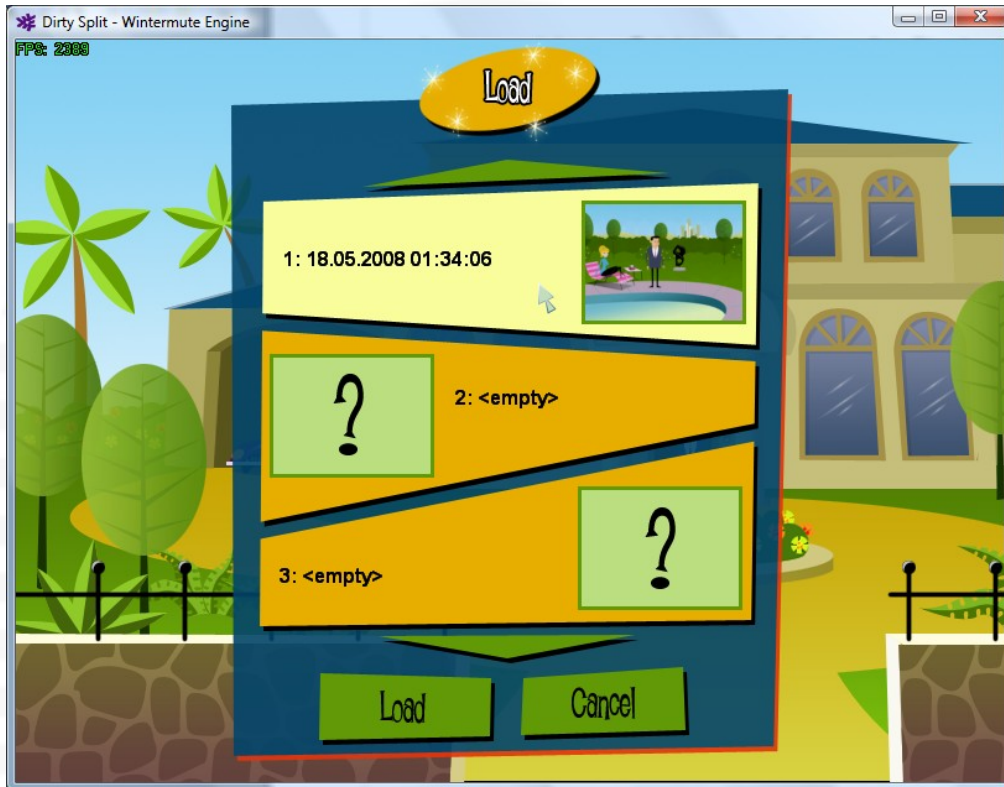 Dirty Split - Wintermute Engine
FPS: 2389
Load
1: 18.05.2008 01:34:06
?
2: <empty>
?
3: <empty>
Load
Cancel